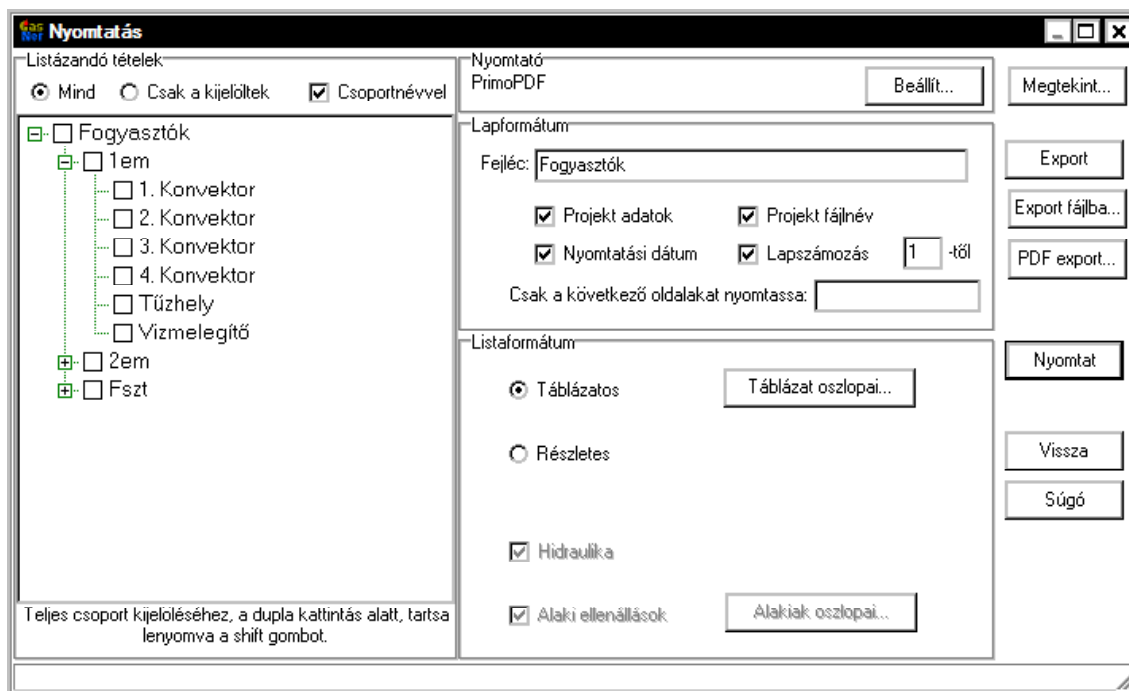 Gas Net Nyomtatás
Listázandó tételek
Mind Csak a kijelöltek Csoportnévvel
Fogyasztók
1em
1. Konvektor
2. Konvektor
3. Konvektor
4. Konvektor
Tűzhely
Vizmelegítő
2em
Fszt
Teljes csoport kijelöléséhez, a dupla kattintás alatt, tartsa
lenyomva a shift gombot.
Nyomtató
PrimoPDF
Beállít...
Lapformátum
Fejléc: Fogyasztók
Projekt adatok Projekt fájlnév
Nyomtatási dátum Lapszámozás 1 -től
Csak a következő oldalakat nyomtassa:
Listaformátum
Táblázatos Táblázat oszlopai...
Részletes
Hidraulika
Alaki ellenállások Alakiak oszlopai...
Megtekint...
Export
Export fájlba...
PDF export...
Nyomtat
Vissza
Súgó